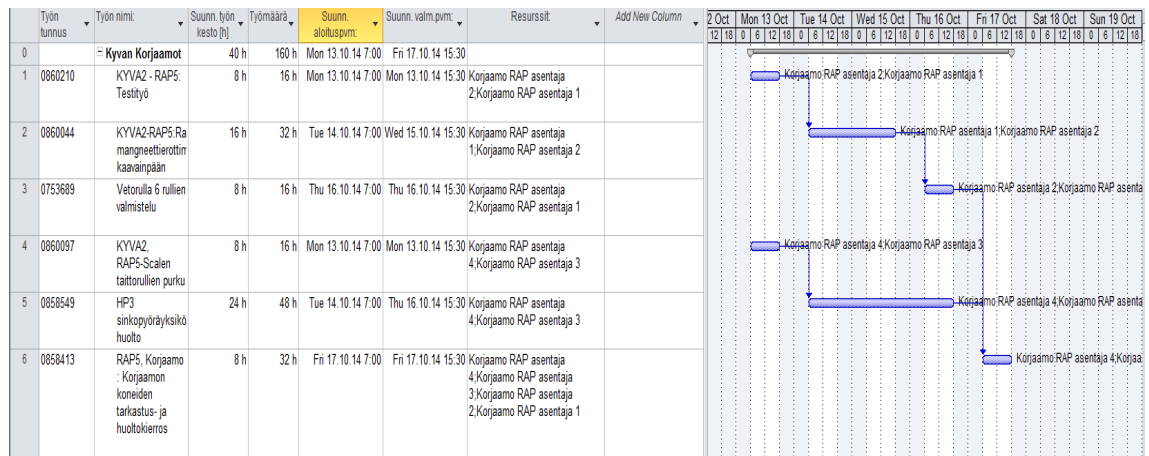 Työn tunnus
Työn nimi:
Suunn. työn kesto [h]
Työmäärä
Suunn. aloituspvm:
Suunn. valm.pvm:
Resurssit:
Add New Column
2 Oct
Mon 13 Oct
Tue 14 Oct
Wed 15 Oct
Thu 16 Oct
Fri 17 Oct
Sat 18 Oct
Sun 19 Oct
12 18 0 6 12 18 0 6 12 18 0 6 12 18 0 6 12 18 0 6 12 18 0 6 12 18 0 6 12 18
0 Kyvan Korjaamot 40 h 160 h Mon 13.10.14 7:00 Fri 17.10.14 15:30
1 0860210 KYVA2 - RAP5: 8 h 16 h Mon 13.10.14 7:00 Mon 13.10.14 15:30 Korjaamo RAP asentaja
Testityö 2;Korjaamo RAP asentaja 1
Korjaamo RAP asentaja 2;Korjaamo RAP asentaja 1
2 0860044 KYVA2-RAP5:Ra 16 h 32 h Tue 14.10.14 7:00 Wed 15.10.14 15:30 Korjaamo RAP asentaja
mangneettierottim 1;Korjaamo RAP asentaja 2
kaavainpään
Korjaamo RAP asentaja 1;Korjaamo RAP asentaja 2
3 0753689 Vetorulla 6 rullien 8 h 16 h Thu 16.10.14 7:00 Thu 16.10.14 15:30 Korjaamo RAP asentaja
valmistelu 2;Korjaamo RAP asentaja 1
Korjaamo RAP asentaja 2;Korjaamo RAP asenta
4 0860097 KYVA2, 8 h 16 h Mon 13.10.14 7:00 Mon 13.10.14 15:30 Korjaamo RAP asentaja
RAP5-Scalen 4;Korjaamo RAP asentaja 3
taittorullien purku
Korjaamo RAP asentaja 4;Korjaamo RAP asentaja 3
5 0858549 HP3 24 h 48 h Tue 14.10.14 7:00 Thu 16.10.14 15:30 Korjaamo RAP asentaja
sinkopyöräyksikö 4;Korjaamo RAP asentaja 3
huolto
Korjaamo RAP asentaja 4;Korjaamo RAP asenta
6 0858413 RAP5, Korjaamo 8 h 32 h Fri 17.10.14 7:00 Fri 17.10.14 15:30 Korjaamo RAP asentaja
: Korjaamon 4;Korjaamo RAP asentaja
koneiden 3;Korjaamo RAP asentaja
tarkastus- ja 2;Korjaamo RAP asentaja 1
huoltokierros
Korjaamo RAP asentaja 4;Korjaa